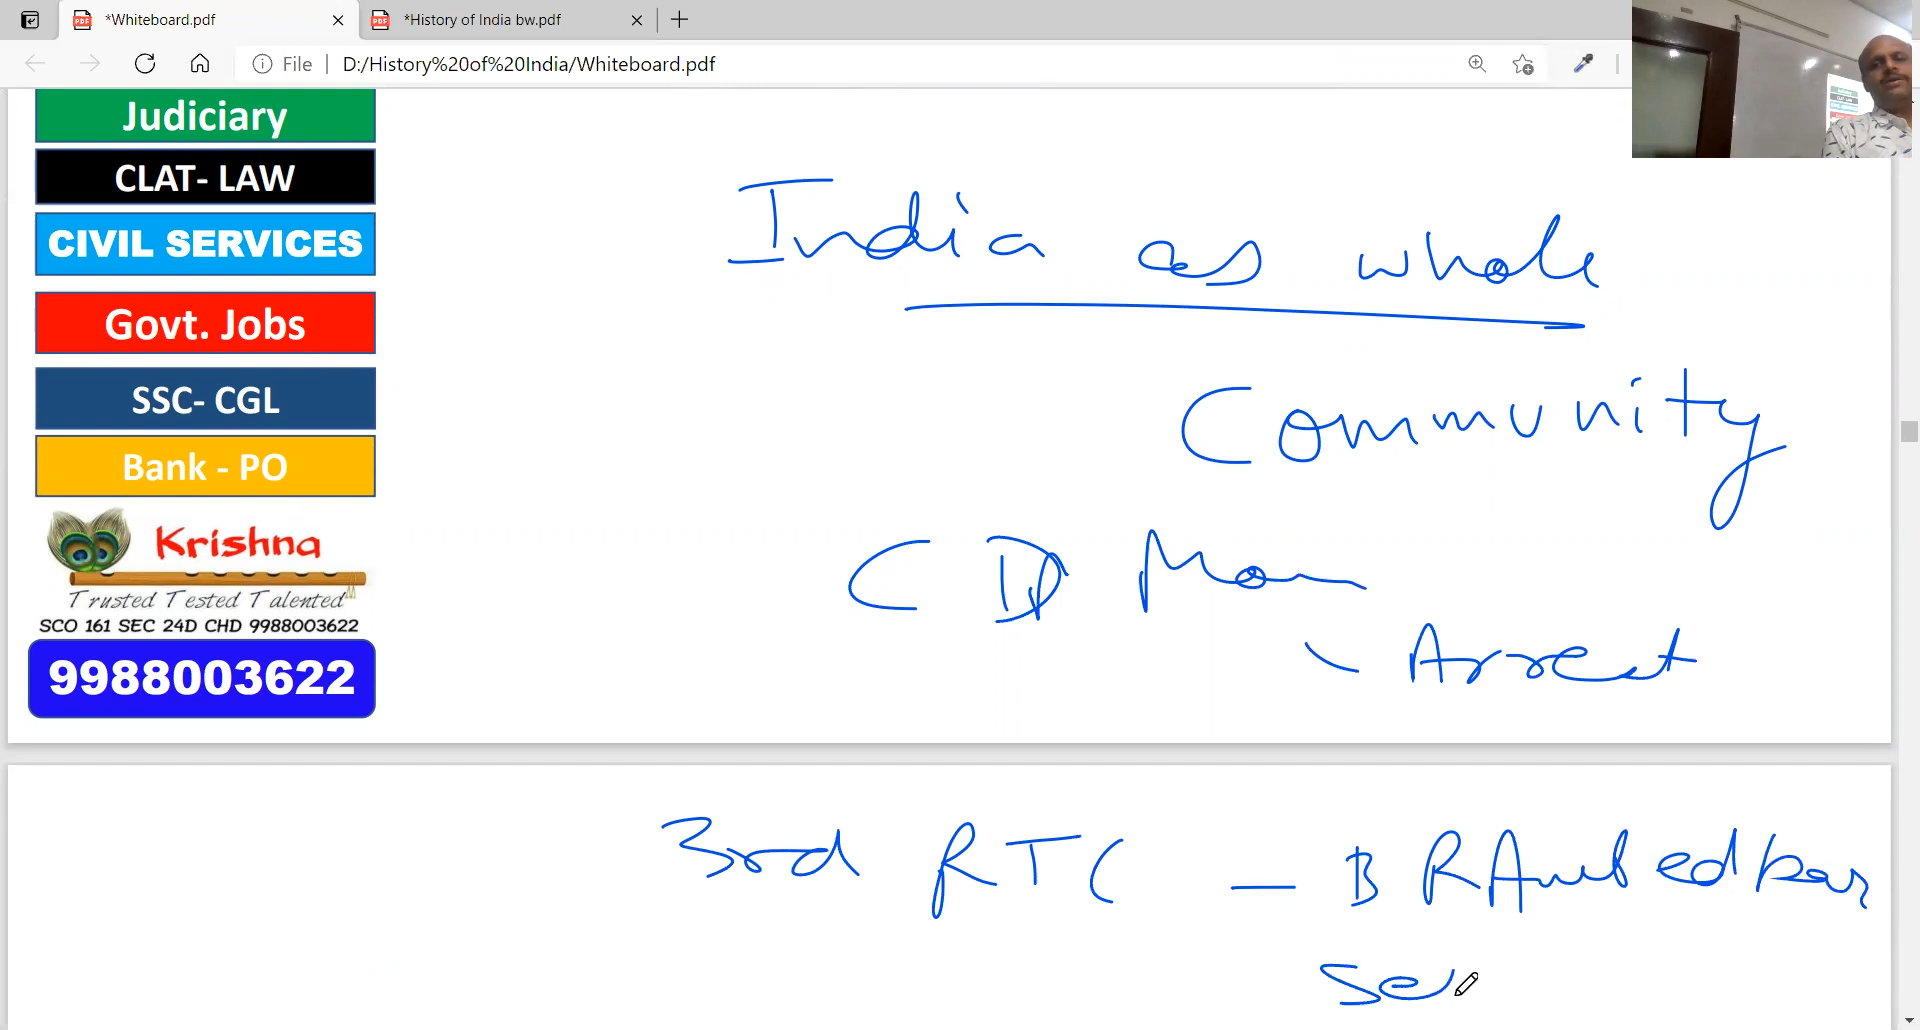 *Whiteboard.pdf
*History of India bw.pdf
File
D:/History%20of%20India/Whiteboard.pdf
Judiciary
CLAT- LAW
CIVIL SERVICES
Govt. Jobs
SSC- CGL
Bank - PO
Krishna
Trusted Tested Talented
SCO 161 SEC 24D CHD 9988003622
9988003622
India as whole
Community
C D Mom
- Arrest
3rd RTC - B R Ambedkar